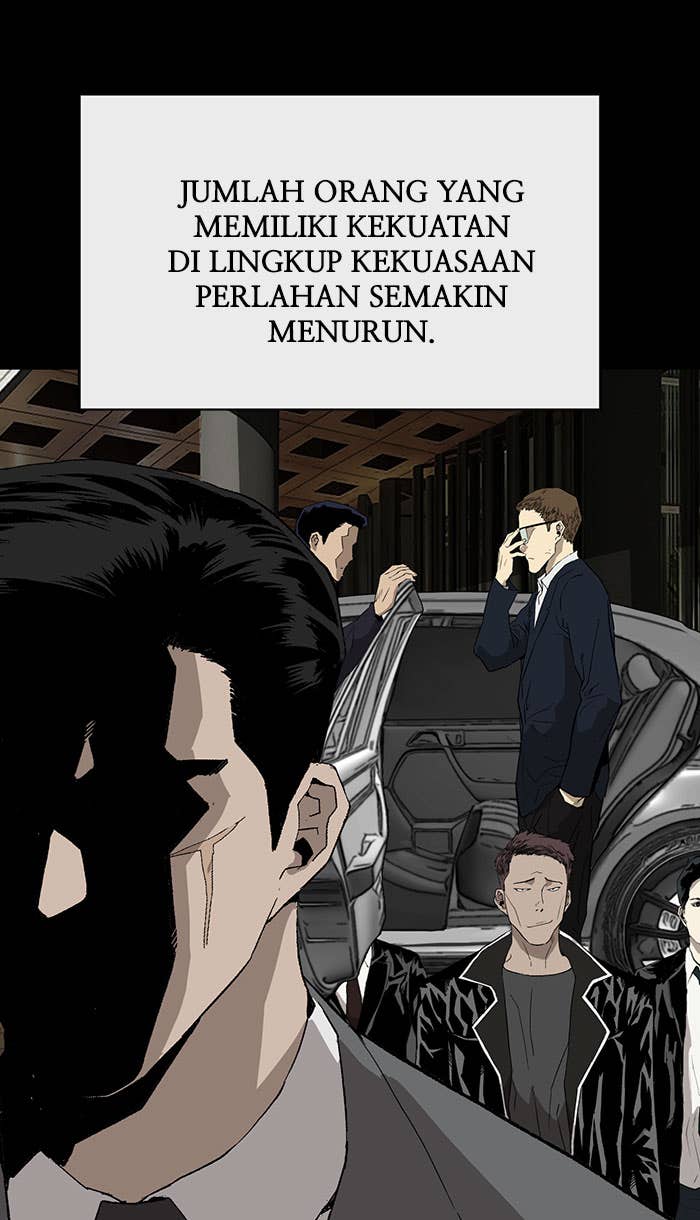 JUMLAH ORANG YANG
MEMILIKI KEKUATAN
DI LINGKUP KEKUASAAN
PERLAHAN SEMAKIN
MENURUN.